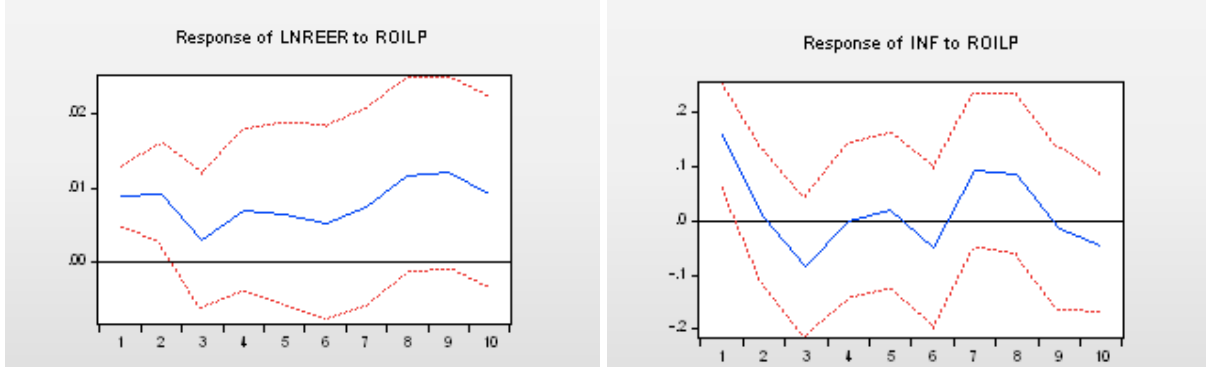 Response of LNREER to ROILP
.02
.01
.00
1 2 3 4 5 6 7 8 9 10
Response of INF to ROILP
.2
.1
.0
-.1
-.2
1 2 3 4 5 6 7 8 9 10